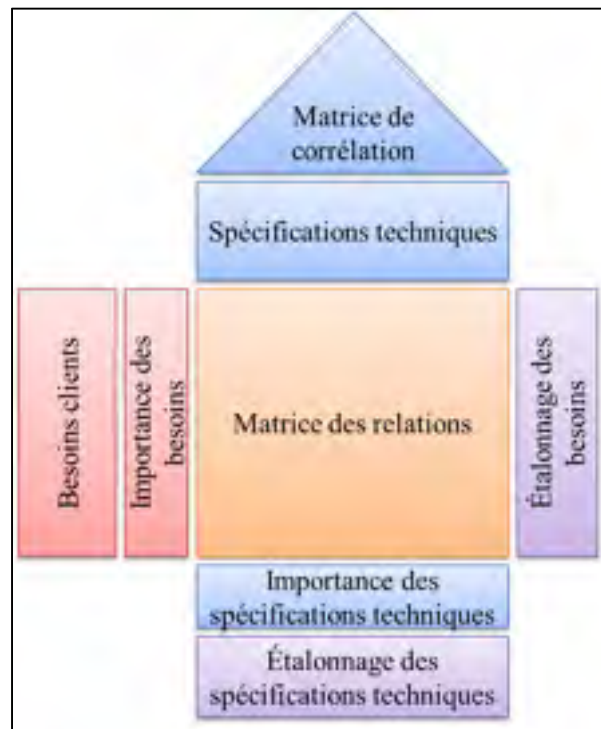 Matrice de
corrélation
Spécifications techniques
Besoins clients
Importance des
besoins
Matrice des relations
Étalonnage des
besoins
Importance des
spécifications techniques
Étalonnage des
spécifications techniques